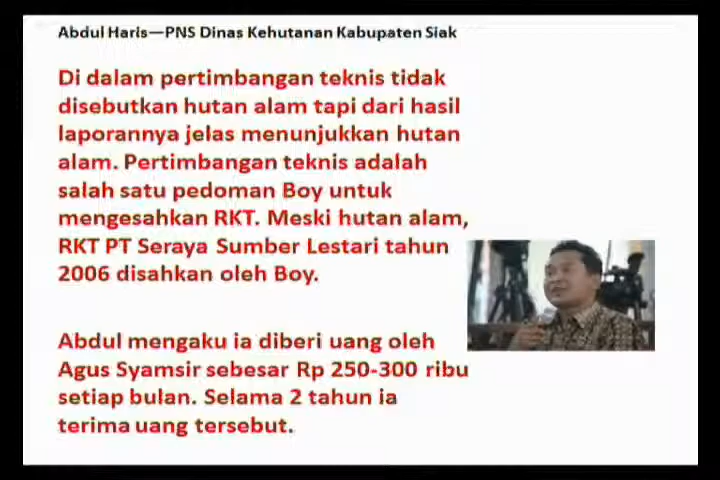 Abdul Haris—PNS Dinas Kehutanan Kabupaten Siak
Di dalam pertimbangan teknis tidak
disebutkan hutan alam tapi dari hasil
laporannya jelas menunjukkan hutan
alam. Pertimbangan teknis adalah
salah satu pedoman Boy untuk
mengesahkan RKT. Meski hutan alam,
RKT PT Seraya Sumber Lestari tahun
2006 disahkan oleh Boy.
Abdul mengaku ia diberi uang oleh
Agus Syamsir sebesar Rp 250-300 ribu
setiap bulan. Selama 2 tahun ia
terima uang tersebut.